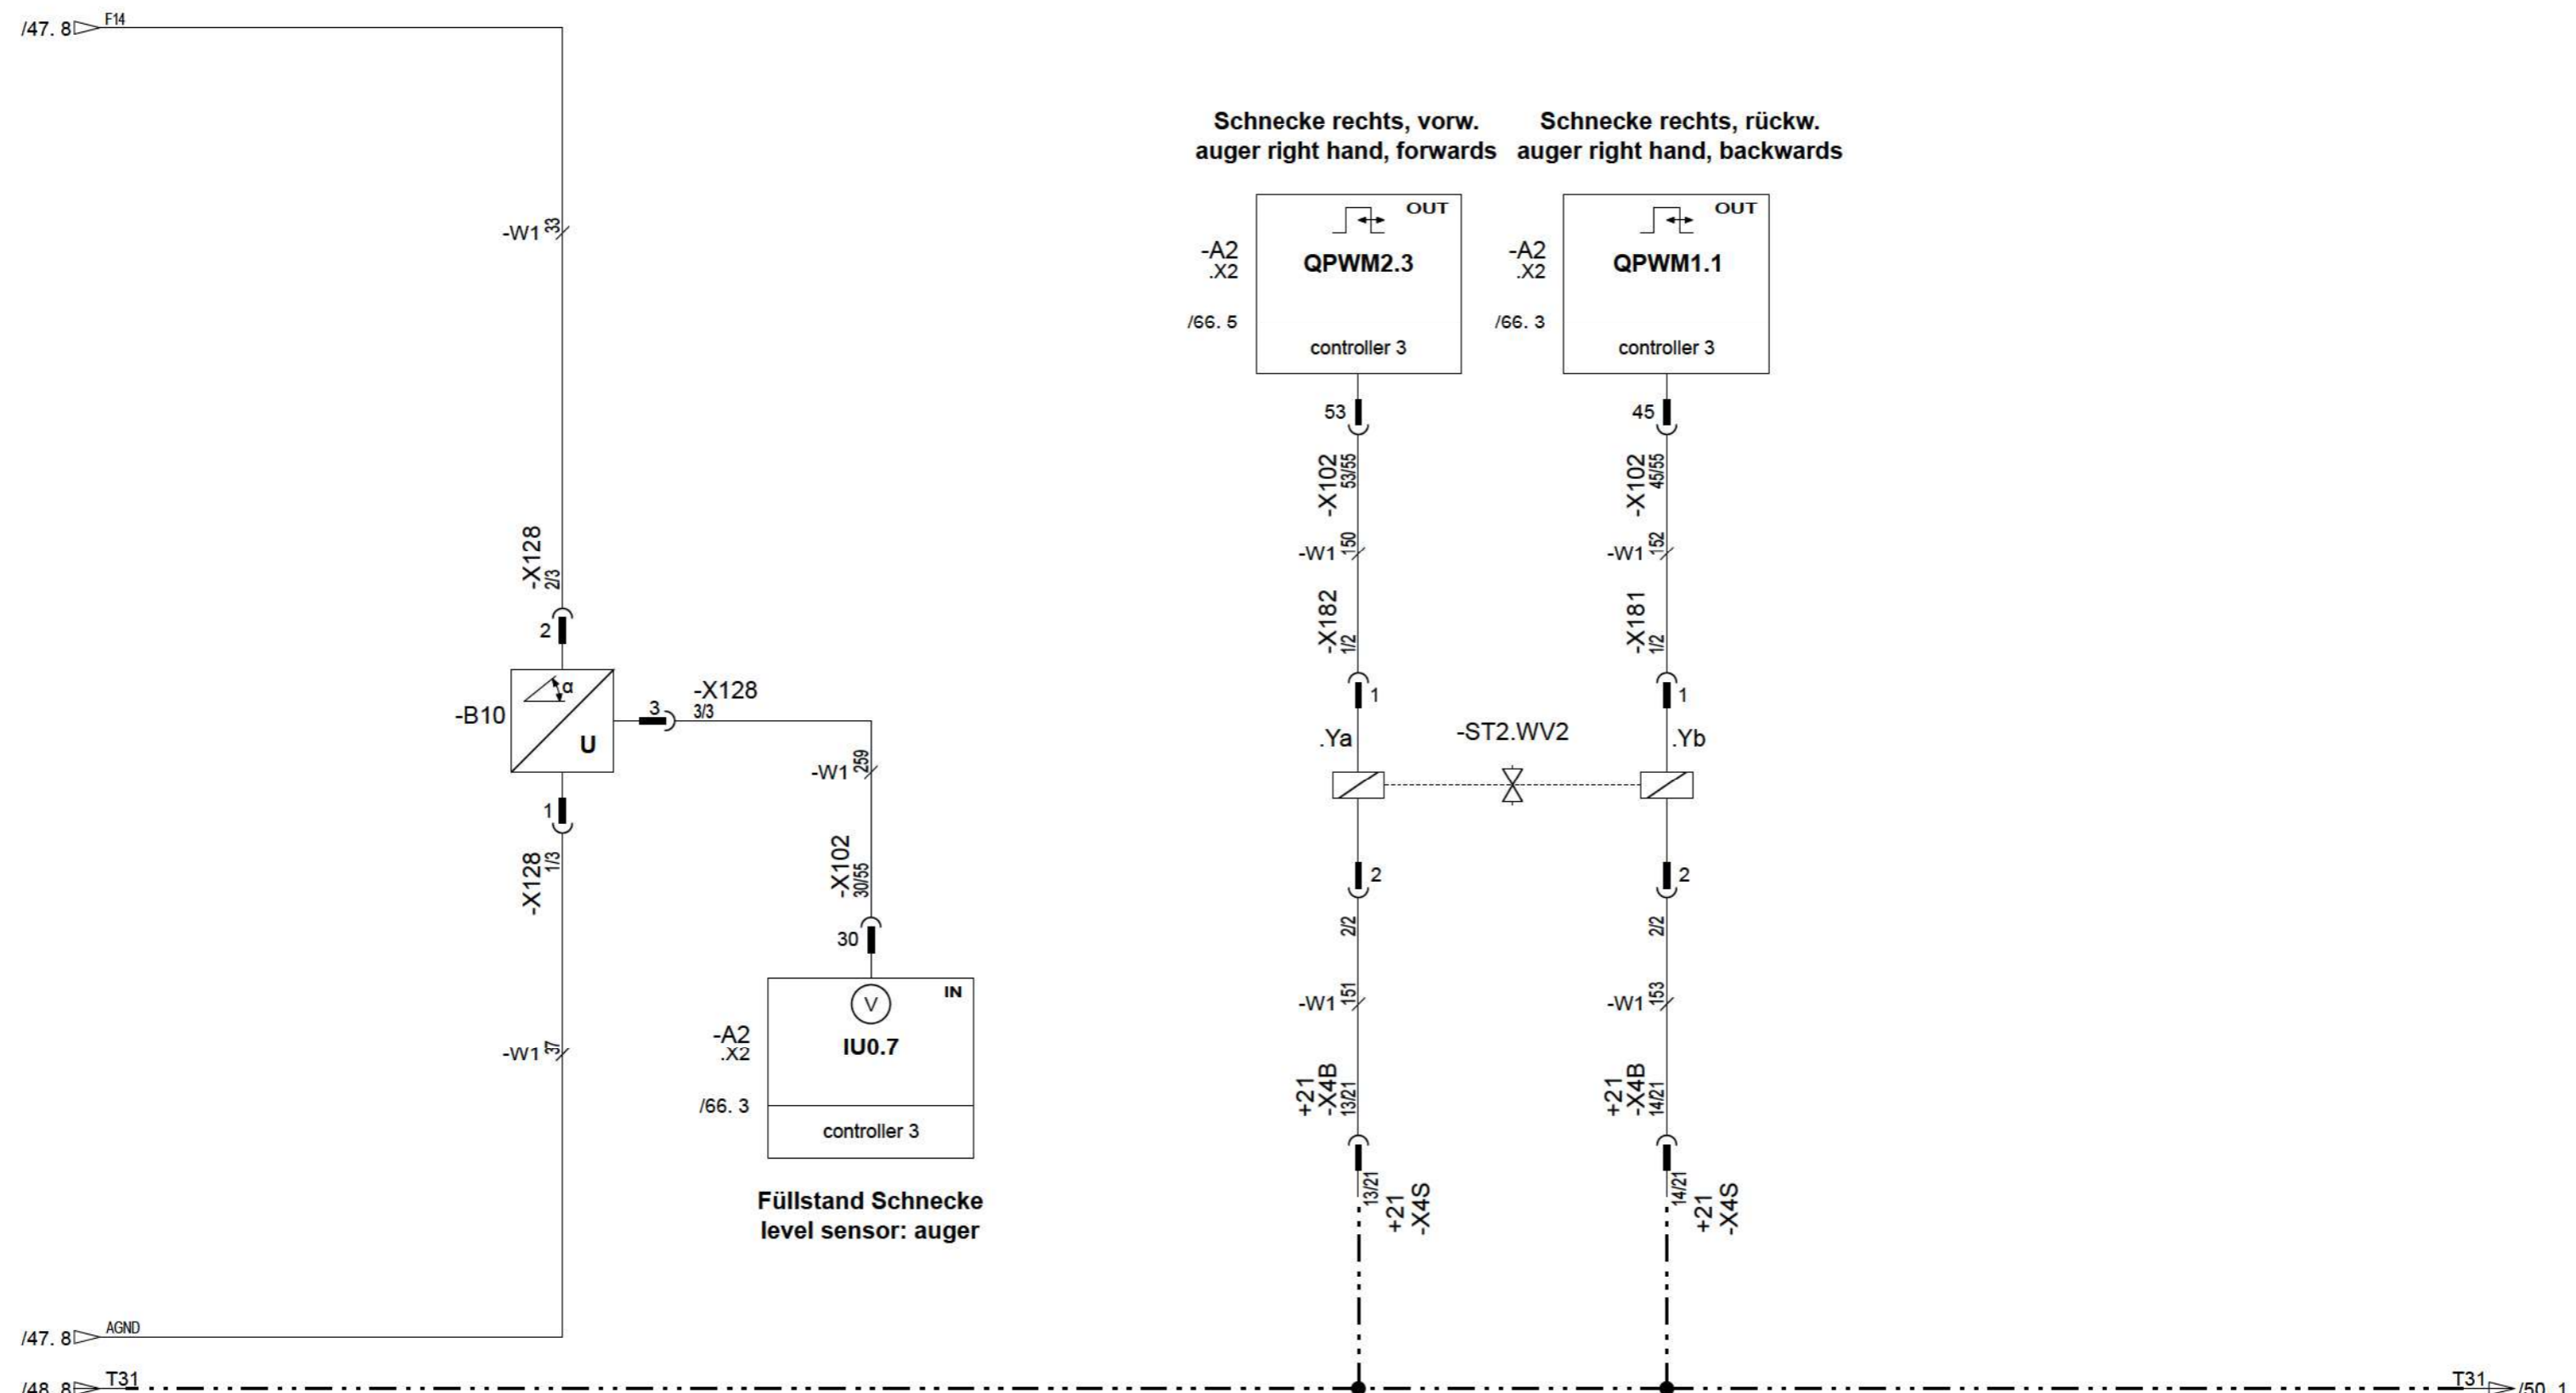 /47. 8
F14
Schnecke rechts, vorw.
auger right hand, forwards
Schnecke rechts, rückw.
auger right hand, backwards
OUT
-A2
.X2
QPWM2.3
/66. 5
controller 3
OUT
-A2
.X2
QPWM1.1
/66. 3
controller 3
-W1
33
53
-X102
53/55
45
-X102
45/55
-W1
150
-W1
152
-X128
2/3
2
-X182
1/2
1
-X181
1/2
1
-B10
α
U
3
-X128
3/3
.Ya
-ST2.WV2
.Yb
-W1
259
1
-X128
1/3
-X102
30/55
30
2
2/2
2
2/2
-A2
.X2
V
IN
IU0.7
/66. 3
controller 3
-W1
37
-W1
151
-W1
153
+21
-X4B
13/21
+21
-X4B
14/21
13/21
+21
-X4S
14/21
+21
-X4S
Füllstand Schnecke
level sensor: auger
/47. 8
AGND
/48. 8
T31
T31
/50. 1